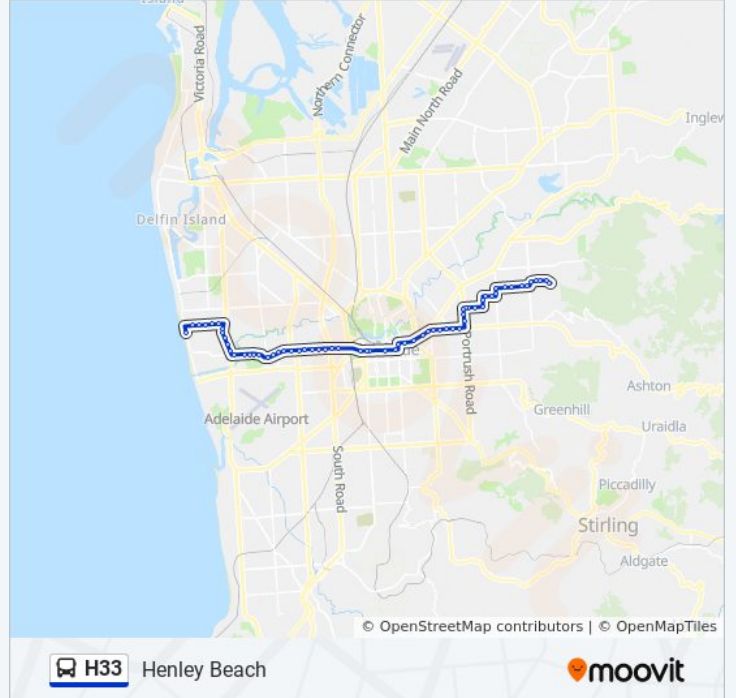 Island
Victoria Road
Northern Connector
Main North Road
Inglew
Delfin Island
Portrush Road
Ashton
Adelaide Airport
Greenhill
Uraidla
South Road
Piccadilly
Stirling
Aldgate
© OpenStreetMap contributors | © OpenMapTiles
H33 Henley Beach
moovit